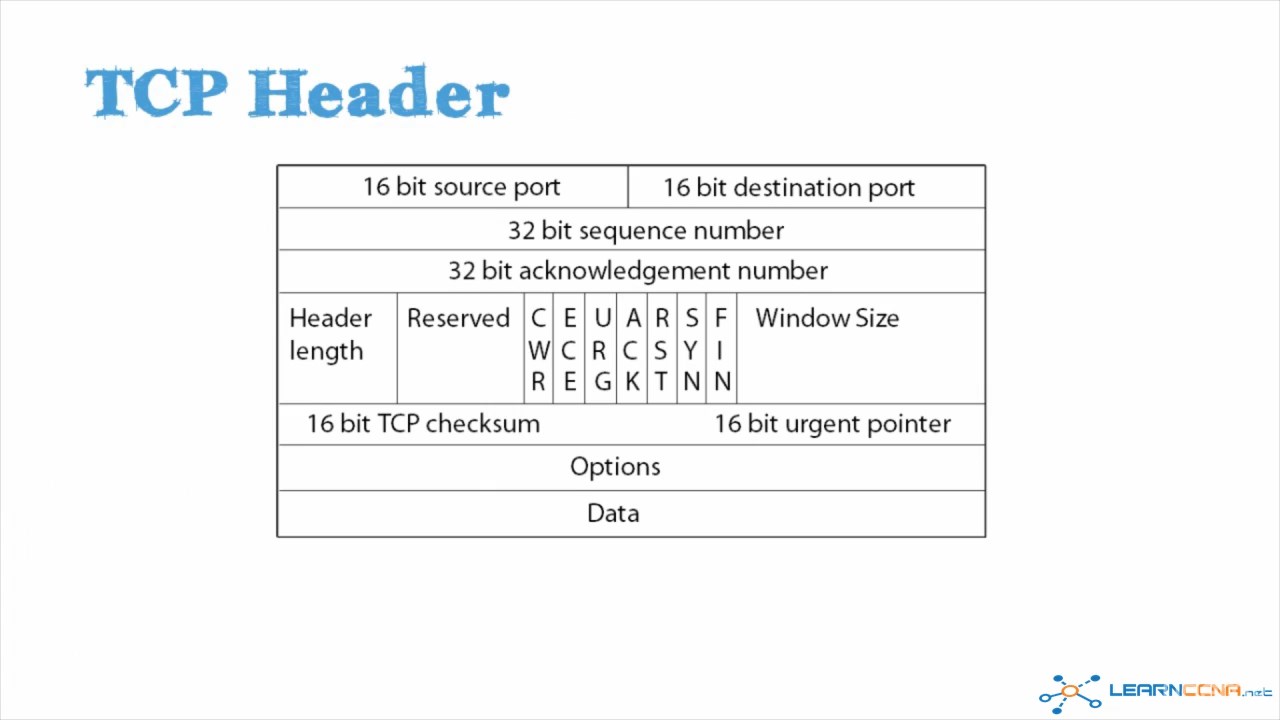 TCP Header
16 bit source port 16 bit destination port
32 bit sequence number
32 bit acknowledgement number
Header length Reserved CWR ECE URG ACK RST SYN FIN Window Size
16 bit TCP checksum 16 bit urgent pointer
Options
Data
LEARNCCNA.net